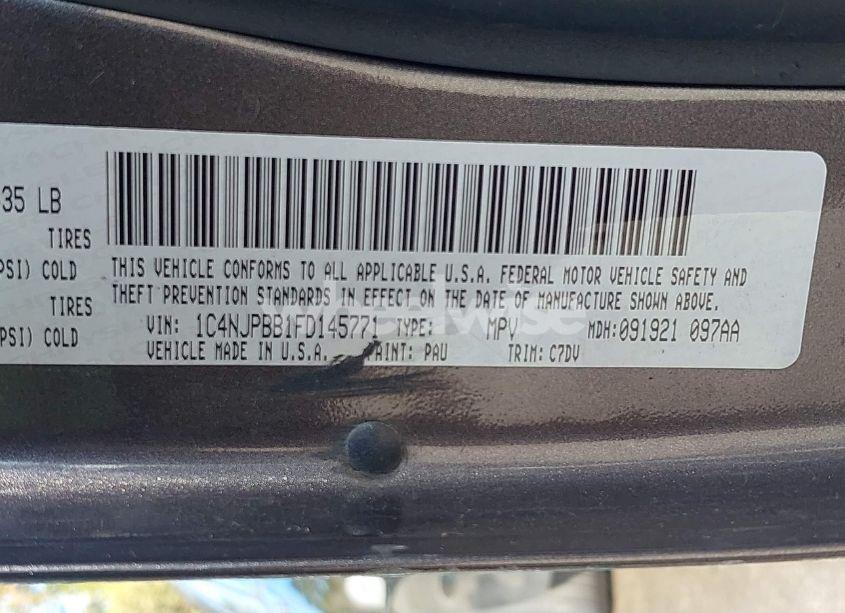 35 LB
TIRES
PSI) COLD
TIRES
PSI) COLD
THIS VEHICLE CONFORMS TO ALL APPLICABLE U.S.A. FEDERAL MOTOR VEHICLE SAFETY AND
THEFT PREVENTION STANDARDS IN EFFECT ON THE DATE OF MANUFACTURE SHOWN ABOVE.
VIN: 1C4NJPBB1FD145771 TYPE: MPV MDH:091921 097AA
VEHICLE MADE IN U.S.A. PAINT: PAU TRIM: C7DV
wheelwise